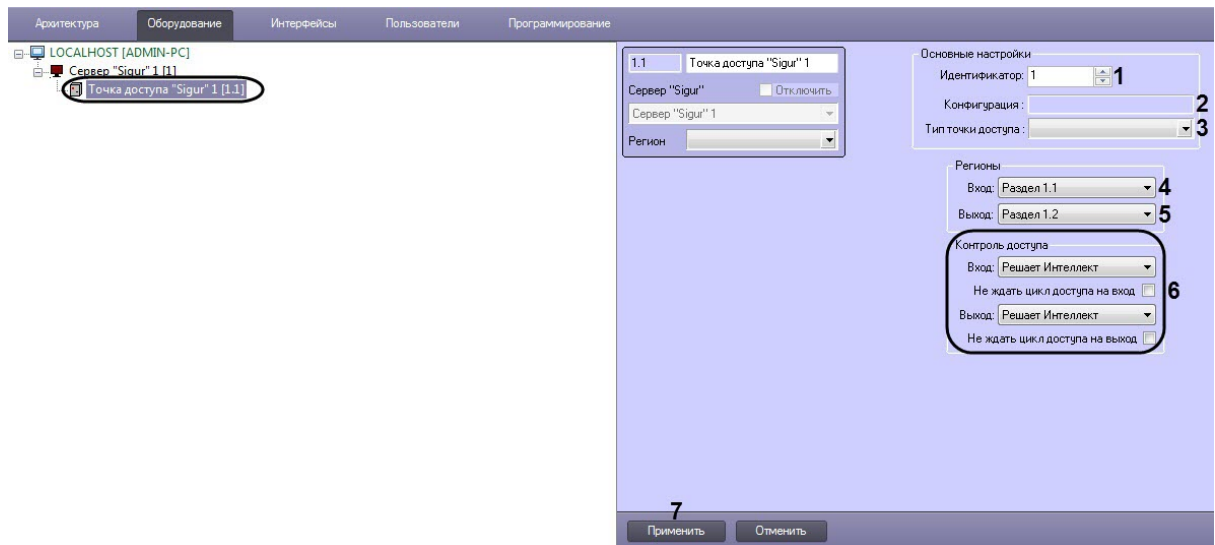 Архитектура Оборудование Интерфейсы Пользователи Программирование
LOCALHOST [ADMIN-PC]
Сервер "Sigur" 1 [1]
Точка доступа "Sigur" 1 [1.1]
1.1 Точка доступа "Sigur" 1
Сервер "Sigur" Отключить
Сервер "Sigur" 1
Регион
Основные настройки
Идентификатор: 1 1
Конфигурация : 2
Тип точки доступа : 3
Регионы
Вход: Раздел 1.1 4
Выход: Раздел 1.2 5
Контроль доступа
Вход: Решает Интеллект
Не ждать цикл доступа на вход 6
Выход: Решает Интеллект
Не ждать цикл доступа на выход
7
Применить Отменить